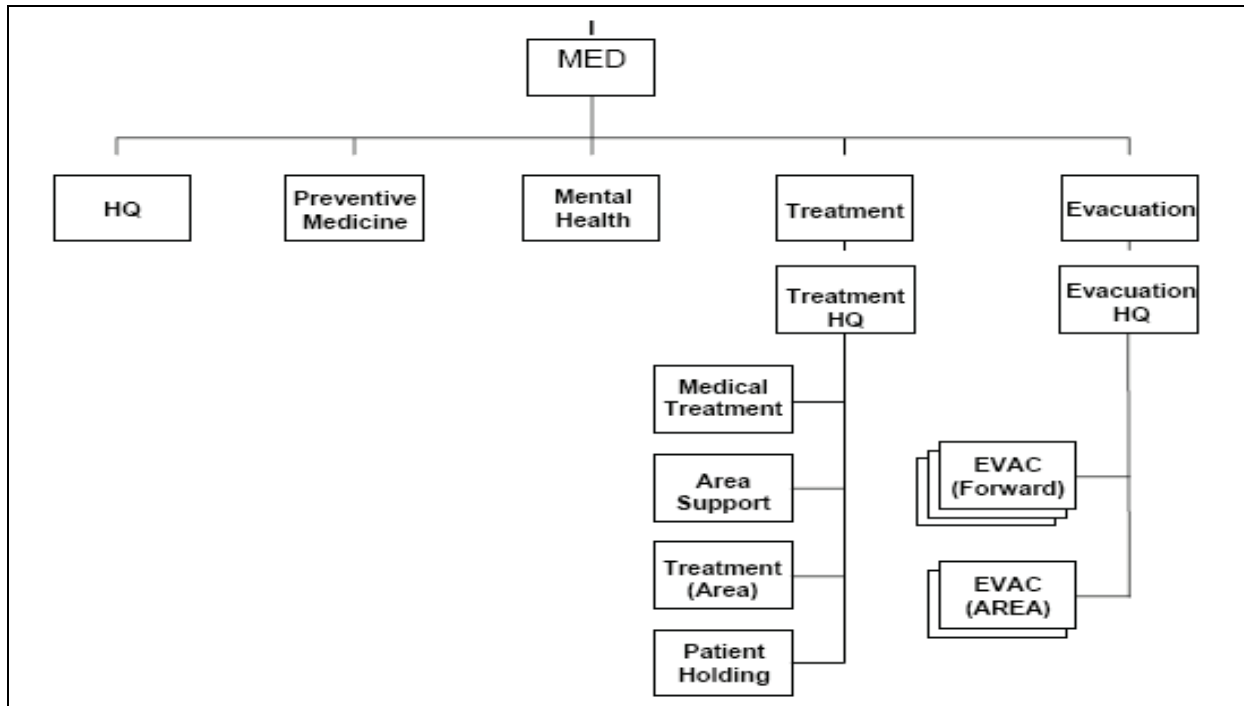 MED
HQ
Preventive
Medicine
Mental
Health
Treatment
Evacuation
Treatment
HQ
Evacuation
HQ
Medical
Treatment
Area
Support
Treatment
(Area)
Patient
Holding
EVAC
(Forward)
EVAC
(AREA)